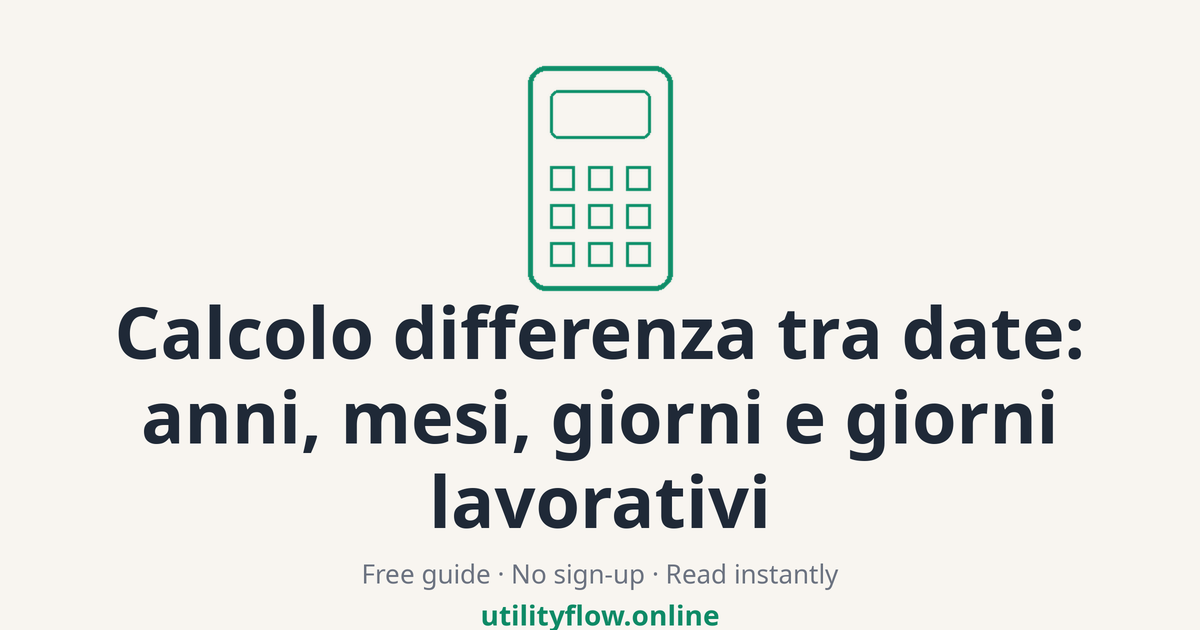 Calcolo differenza tra date:
anni, mesi, giorni e giorni
lavorativi
Free guide · No sign-up · Read instantly
utilityflow.online